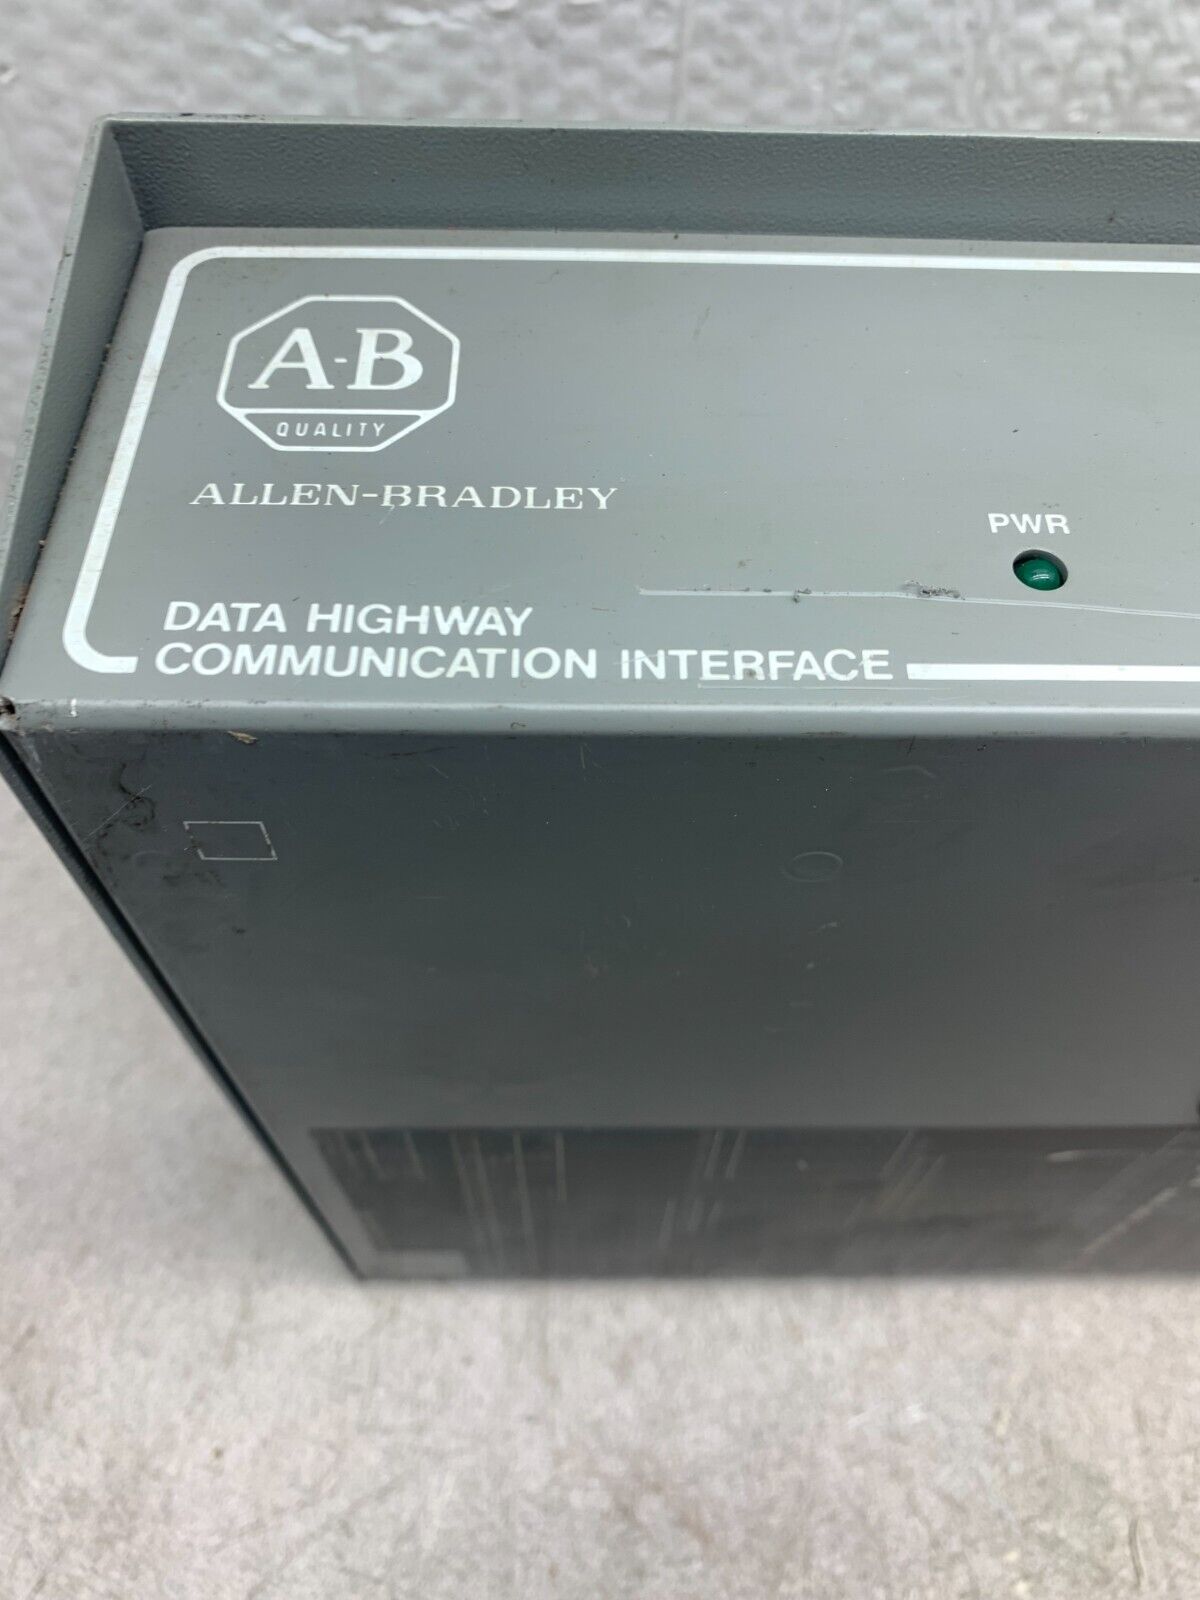 A-B
QUALITY
ALLEN-BRADLEY
PWR
DATA HIGHWAY
COMMUNICATION INTERFACE